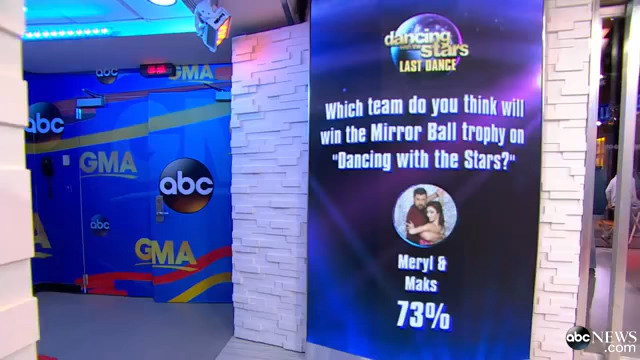 abc
GMA
abc
GMA
abc
abc
GMA
GMA
dancing
with the
stars
LAST DANCE
Which team do you think will
win the Mirror Ball trophy on
"Dancing with the Stars?"
Meryl &
Maks
73%
abc NEWS
.com